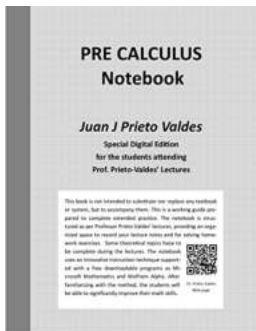 PRE CALCULUS
Notebook
Juan J Prieto Valdes
Special Digital Edition
for the students attending
Prof. Prieto-Valdes' Lectures
This book is not intended to substitute nor replace any textbook
or system, but to accompany them. This is a working guide pre-
pared to complete extended practice. The notebook is struc-
tured as per Professor Prieto Valdes' lectures, providing an orga-
nized space to record your lecture notes and for solving home-
work exercises. Some theoretical topics have to
be complete during the lectures. The notebook
uses an innovative instruction technique support-
ed with a free downloadable programs as Mi-
crosoft Mathematics and Wolfram Alpha. After
familiarizing with the method, the students will
be able to significantly improve their math skills.
Dr. Prieto Valdes
Web-page